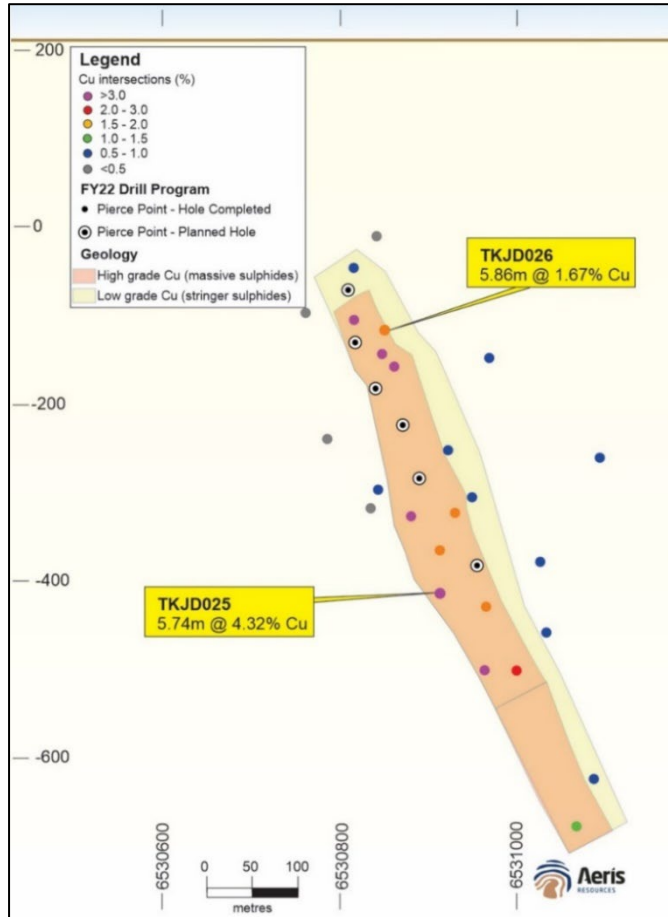 200
Legend
Cu intersections (%)
>3.0
2.0 - 3.0
1.5 - 2.0
1.0 - 1.5
0.5 - 1.0
<0.5
FY22 Drill Program
Pierce Point - Hole Completed
Pierce Point - Planned Hole
Geology
High grade Cu (massive sulphides)
Low grade Cu (stringer sulphides)
0
TKJD026
5.86m @ 1.67% Cu
-200
-400
TKJD025
5.74m @ 4.32% Cu
-600
6530600
6530800
6531000
0 50 100
metres
Aeris
RESOURCES